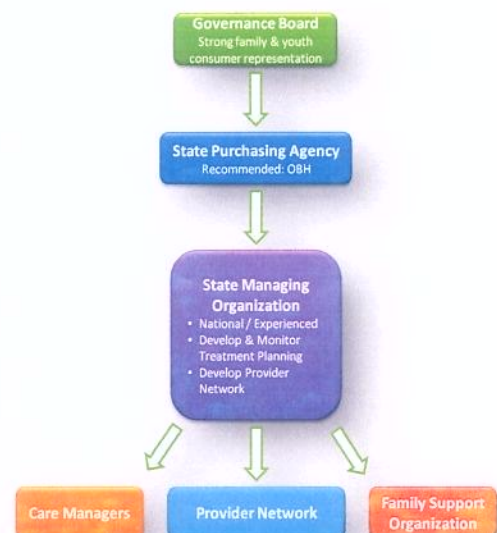 Governance Board
Strong family & youth
consumer representation
State Purchasing Agency
Recommended: OBH
State Managing
Organization
• National / Experienced
• Develop & Monitor
Treatment Planning
• Develop Provider
Network
Care Managers
Provider Network
Family Support
Organization